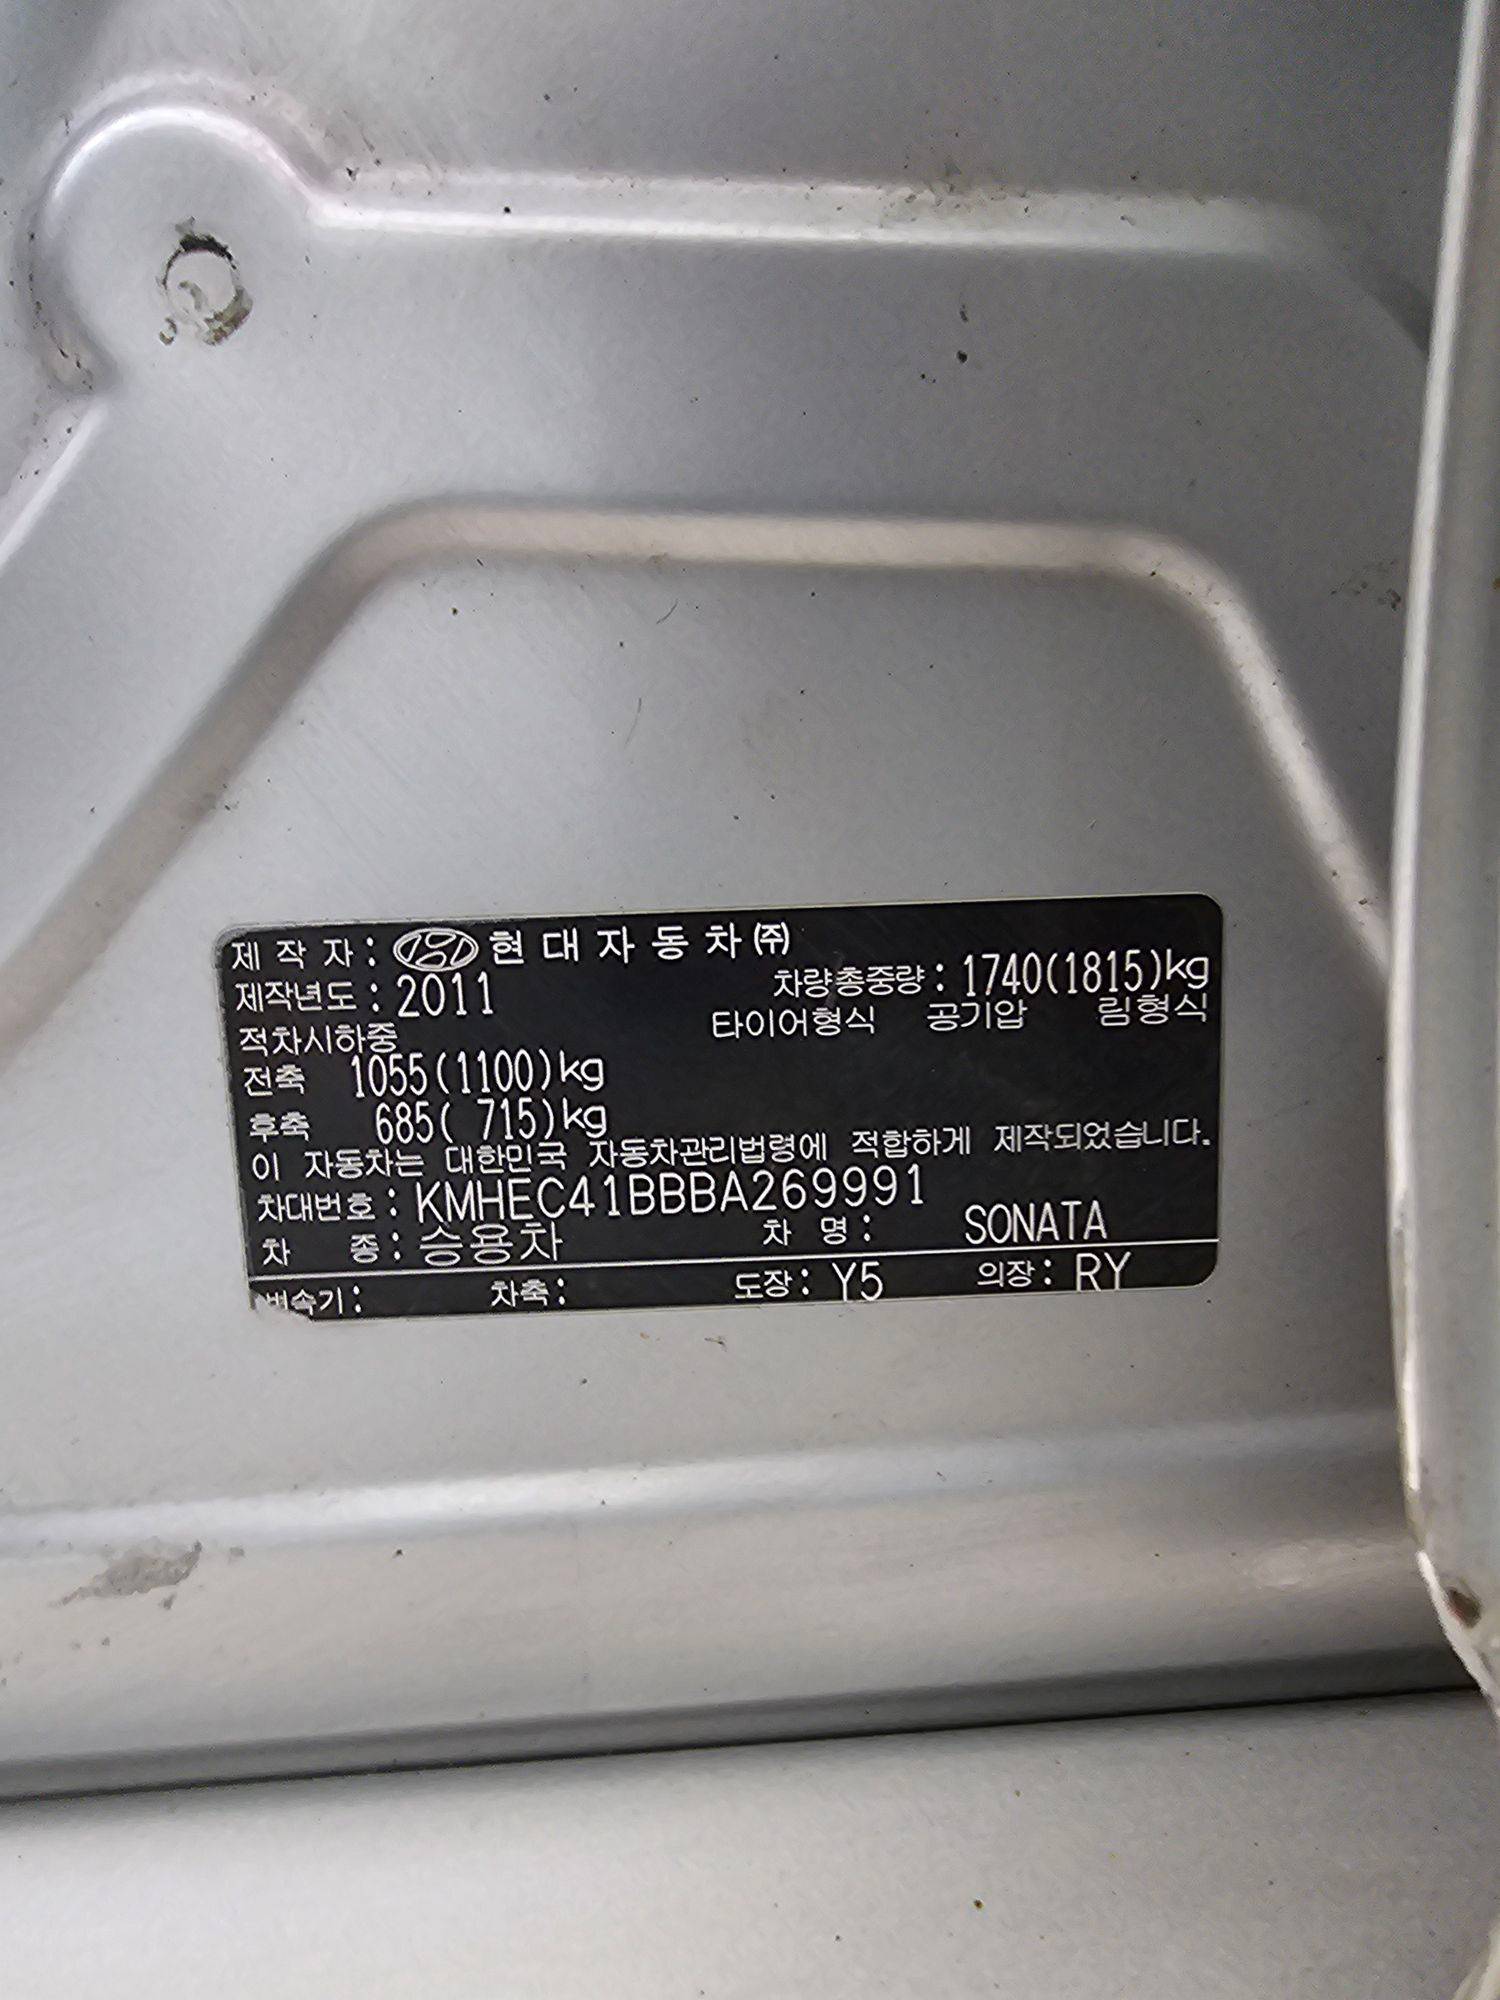 제 작 자 : 현 대 자 동 차 ㈜
제작년도 : 2011 차량총중량 : 1740(1815)kg
적차시하중 타이어형식 공기압 림형식
전축 1055(1100)kg
후축 685( 715)kg
이 자동차는 대한민국 자동차관리법령에 적합하게 제작되었습니다.
차대번호 : KMHEC41BBBA269991
차 종 : 승용차 차 명 : SONATA
변속기 : 차축 : 도장 : Y5 의장 : RY